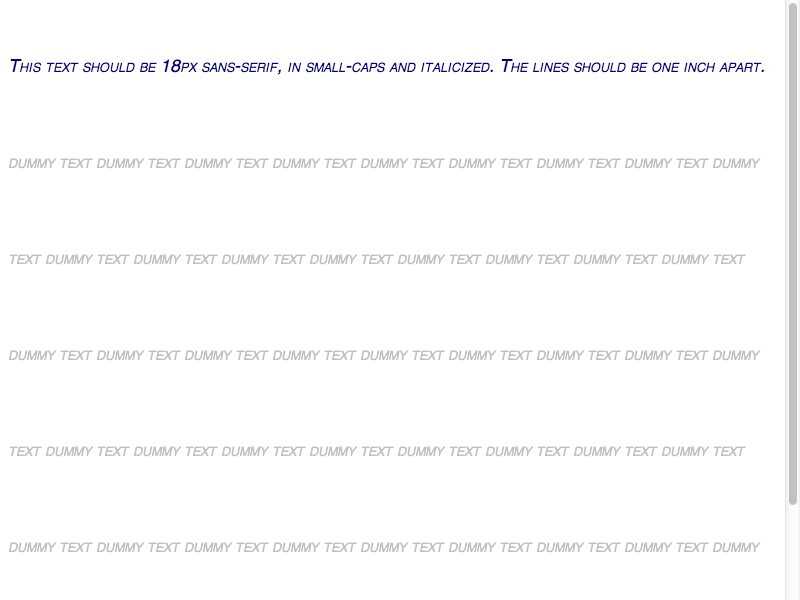 This text should be 18px sans-serif, in small-caps and italicized. The lines should be one inch apart.
dummy text dummy text dummy text dummy text dummy text dummy text dummy text dummy text dummy
text dummy text dummy text dummy text dummy text dummy text dummy text dummy text dummy text
dummy text dummy text dummy text dummy text dummy text dummy text dummy text dummy text dummy
text dummy text dummy text dummy text dummy text dummy text dummy text dummy text dummy text
dummy text dummy text dummy text dummy text dummy text dummy text dummy text dummy text dummy